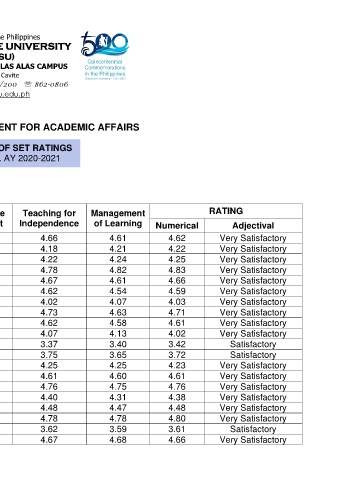 e Philippines
E UNIVERSITY
SU)
LAS ALAS CAMPUS
Cavite
/200 ☏ 862-0806
u.edu.ph
500
Quincentennial
Commemorations
in the Philippines
ENT FOR ACADEMIC AFFAIRS
OF SET RATINGS
AY 2020-2021
e Teaching for Management RATING
t Independence of Learning Numerical Adjectival
4.66 4.61 4.62 Very Satisfactory
4.18 4.21 4.22 Very Satisfactory
4.22 4.24 4.25 Very Satisfactory
4.78 4.82 4.83 Very Satisfactory
4.67 4.61 4.66 Very Satisfactory
4.62 4.54 4.59 Very Satisfactory
4.02 4.07 4.03 Very Satisfactory
4.73 4.63 4.71 Very Satisfactory
4.62 4.58 4.61 Very Satisfactory
4.07 4.13 4.02 Very Satisfactory
3.37 3.40 3.42 Satisfactory
3.75 3.65 3.72 Satisfactory
4.25 4.25 4.23 Very Satisfactory
4.61 4.60 4.61 Very Satisfactory
4.76 4.75 4.76 Very Satisfactory
4.40 4.31 4.38 Very Satisfactory
4.48 4.47 4.48 Very Satisfactory
4.78 4.78 4.80 Very Satisfactory
3.62 3.59 3.61 Satisfactory
4.67 4.68 4.66 Very Satisfactory